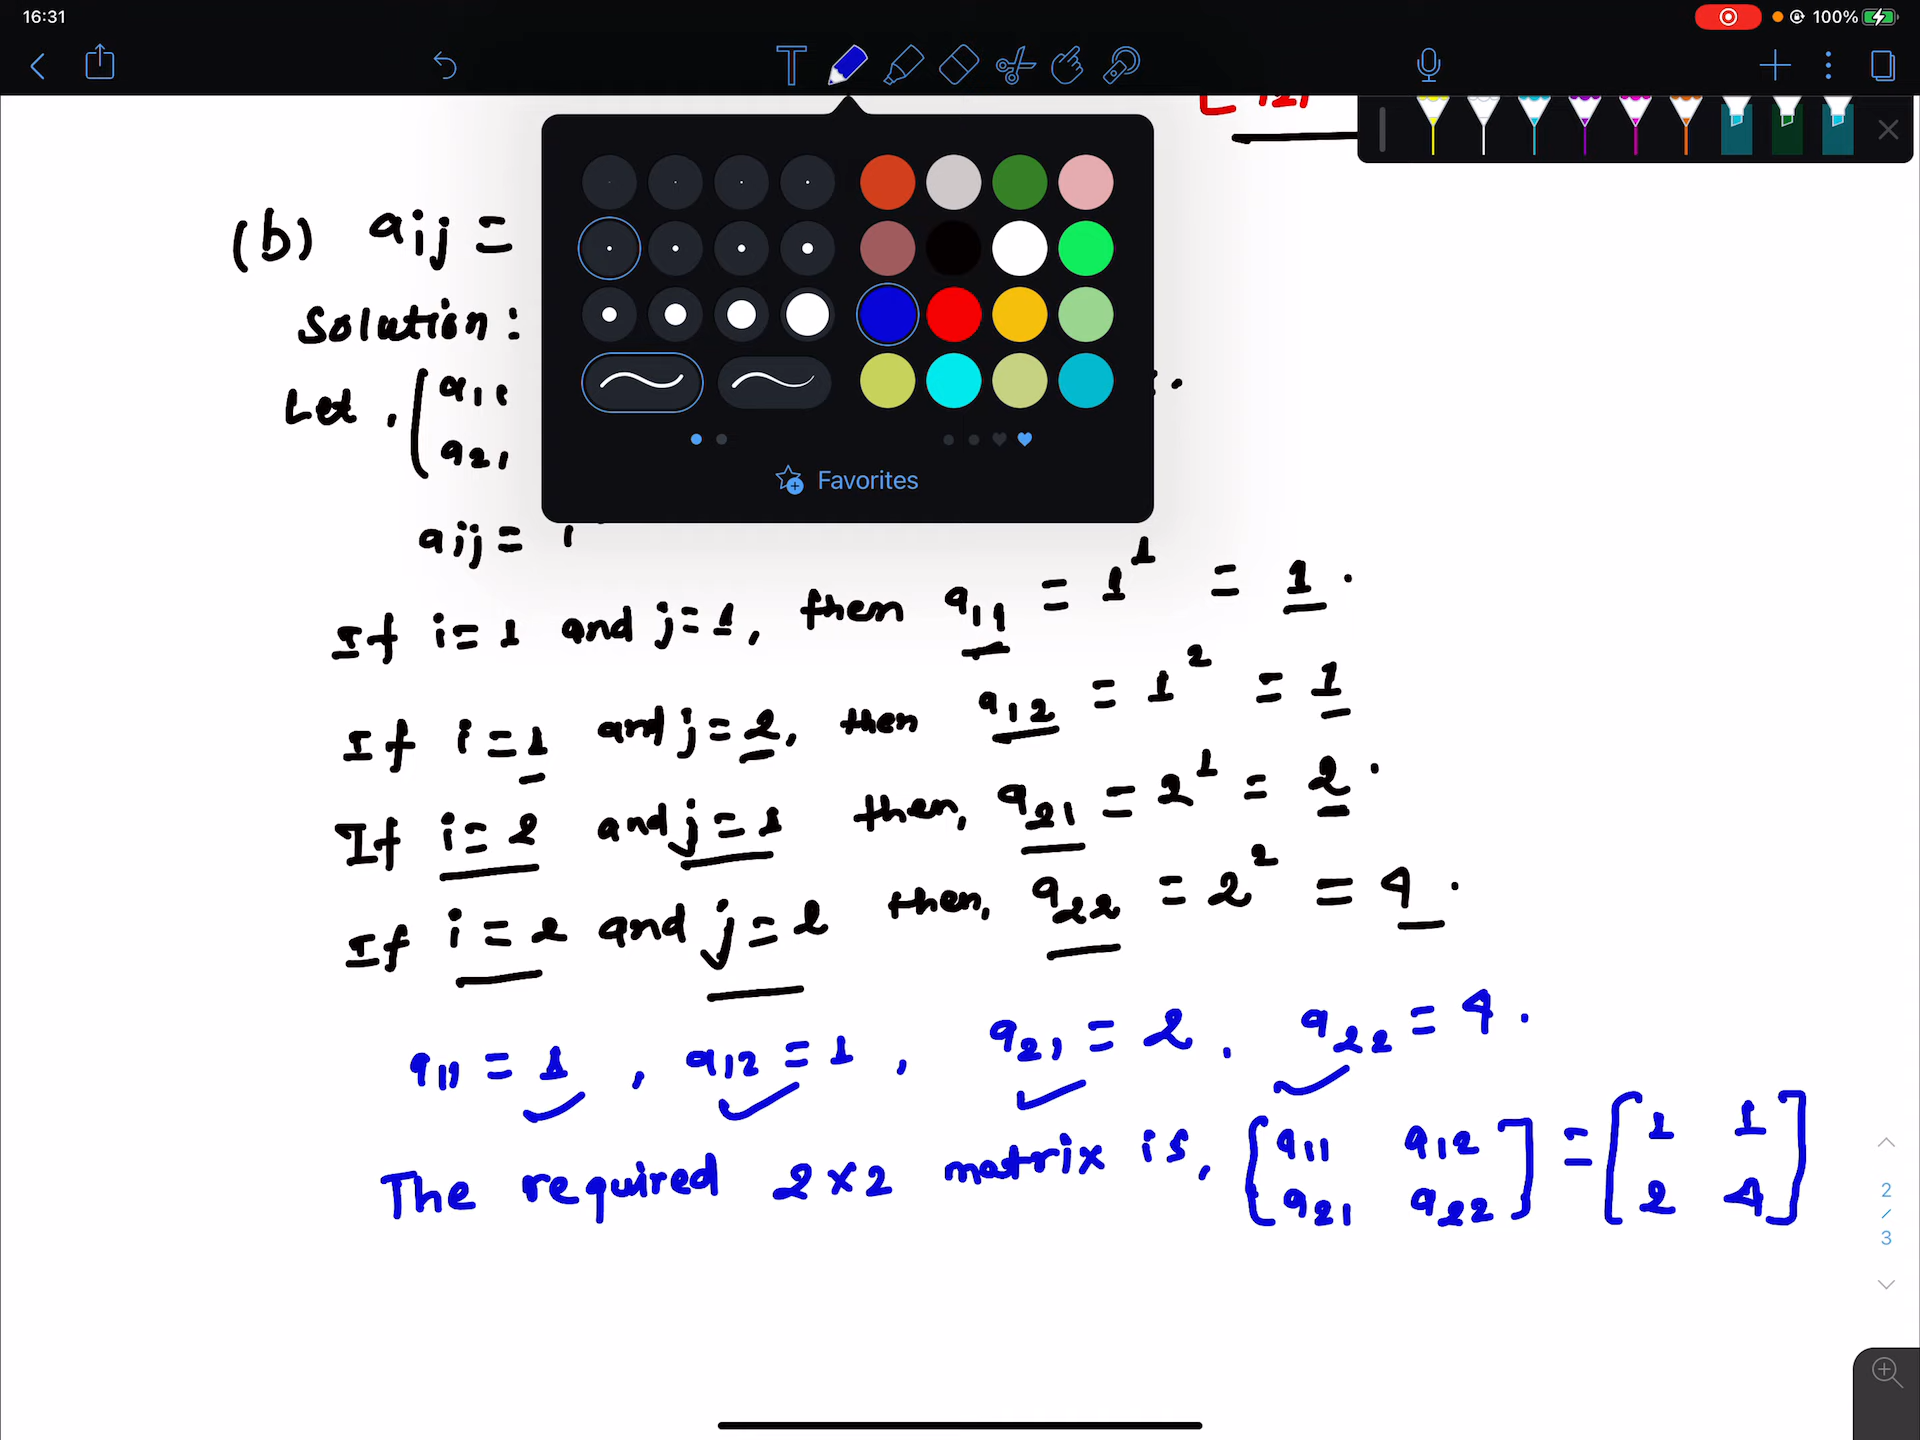 16:31
100%
(b) aij =
Solution :
Let , a11
a21
Favorites
aij = i
If i = 1 and j = 1, then a11 = 1^1 = 1.
If i = 1 and j = 2, then a12 = 1^2 = 1
If i = 2 and j = 1 then, a21 = 2^1 = 2.
If i = 2 and j = 2 then, a22 = 2^2 = 4.
a11 = 1 , a12 = 1 , a21 = 2 , a22 = 4.
The required 2×2 matrix is, [a11 a12 = [1 1
a21 a22] 2 4]
2
/
3